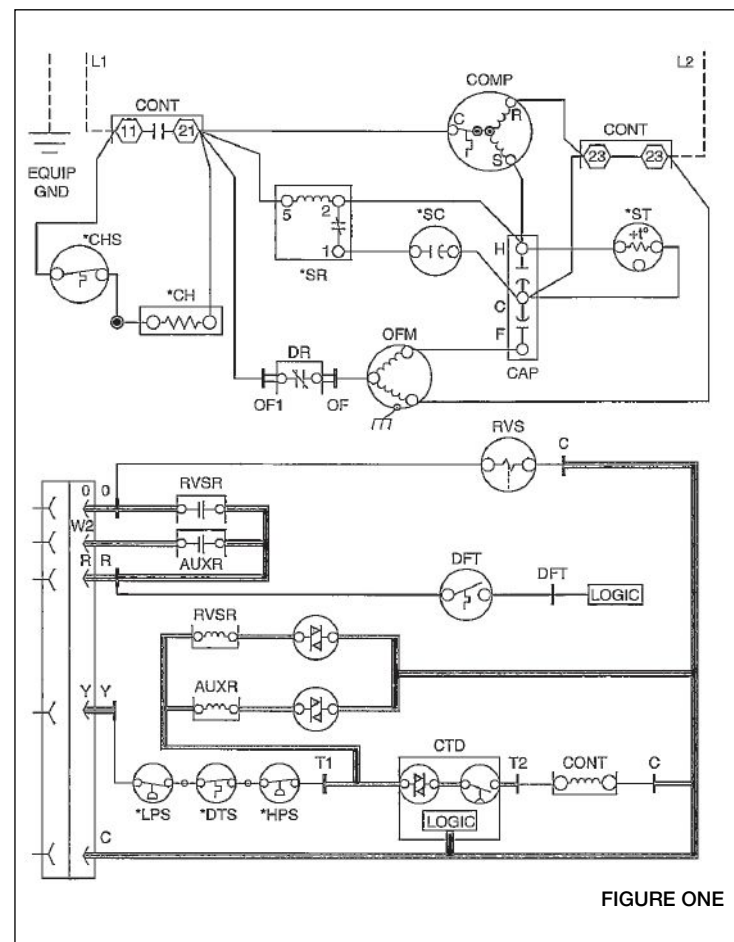 L1
L2
COMP
CONT
11
21
C
R
S
CONT
23
23
EQUIP
GND
*CHS
*CH
5
2
1
*SR
*SC
H
C
F
CAP
*ST
+t°
DR
OF1
OF
OFM
RVS
C
O
O
RVSR
W2
AUXR
R
R
DFT
DFT
LOGIC
RVSR
AUXR
Y
Y
CTD
T1
T2
CONT
C
*LPS
*DTS
*HPS
LOGIC
C
FIGURE ONE